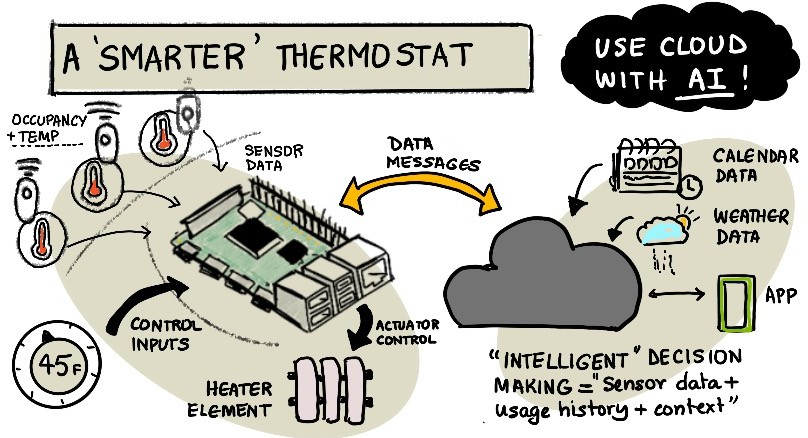 A 'SMARTER' THERMOSTAT
USE CLOUD
WITH AI !
OCCUPANCY
+ TEMP
SENSOR
DATA
DATA
MESSAGES
CALENDAR
DATA
WEATHER
DATA
APP
CONTROL
INPUTS
ACTUATOR
CONTROL
45F
HEATER
ELEMENT
"INTELLIGENT" DECISION
MAKING = "Sensor data +
usage history + context"